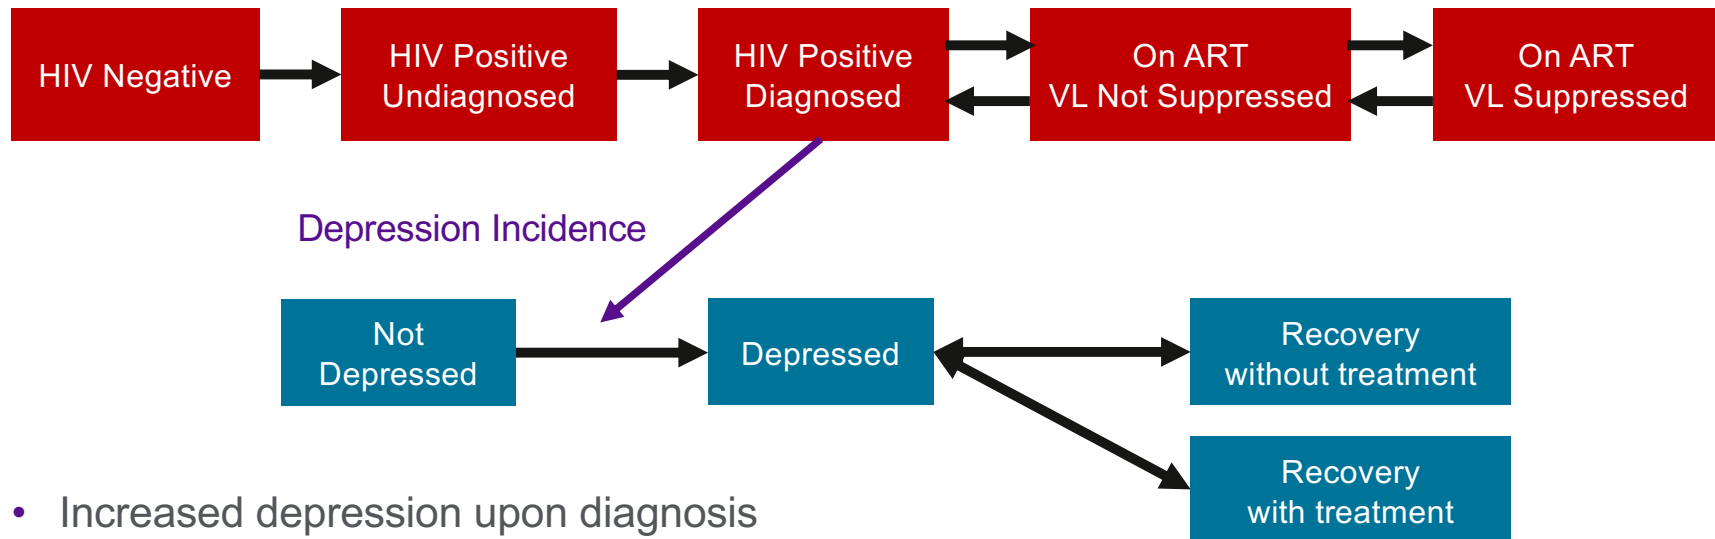 HIV Negative
HIV Positive
Undiagnosed
HIV Positive
Diagnosed
On ART
VL Not Suppressed
On ART
VL Suppressed
Depression Incidence
Not
Depressed
Depressed
Recovery
without treatment
Recovery
with treatment
• Increased depression upon diagnosis